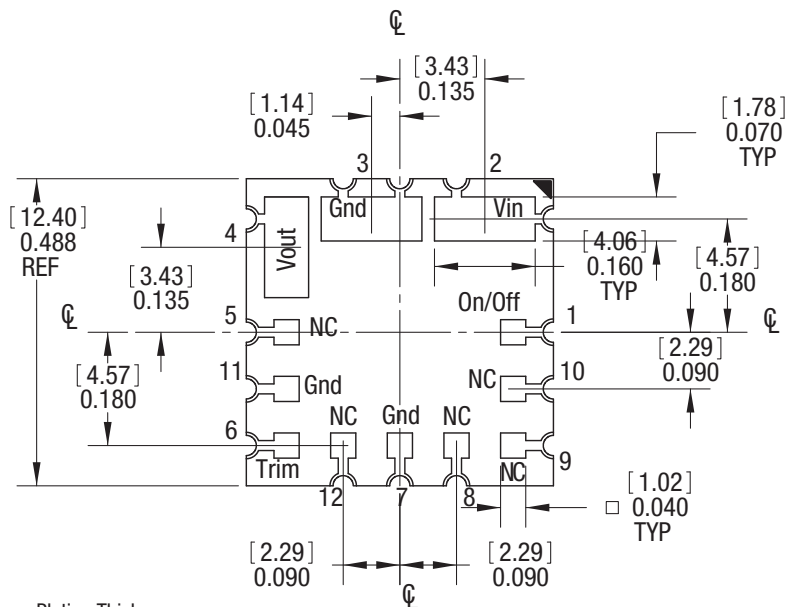 ℄
[3.43]
0.135
[1.14]
0.045
[1.78]
0.070
TYP
3
2
[12.40]
0.488
REF
Gnd
Vin
4
Vout
[4.06]
0.160
TYP
[4.57]
0.180
[3.43]
0.135
On/Off
℄
5
NC
1
℄
[2.29]
0.090
[4.57]
0.180
11
Gnd
NC
10
6
NC
Gnd
NC
Trim
NC
9
12
7
8
□
[1.02]
0.040
TYP
[2.29]
0.090
[2.29]
0.090
℄